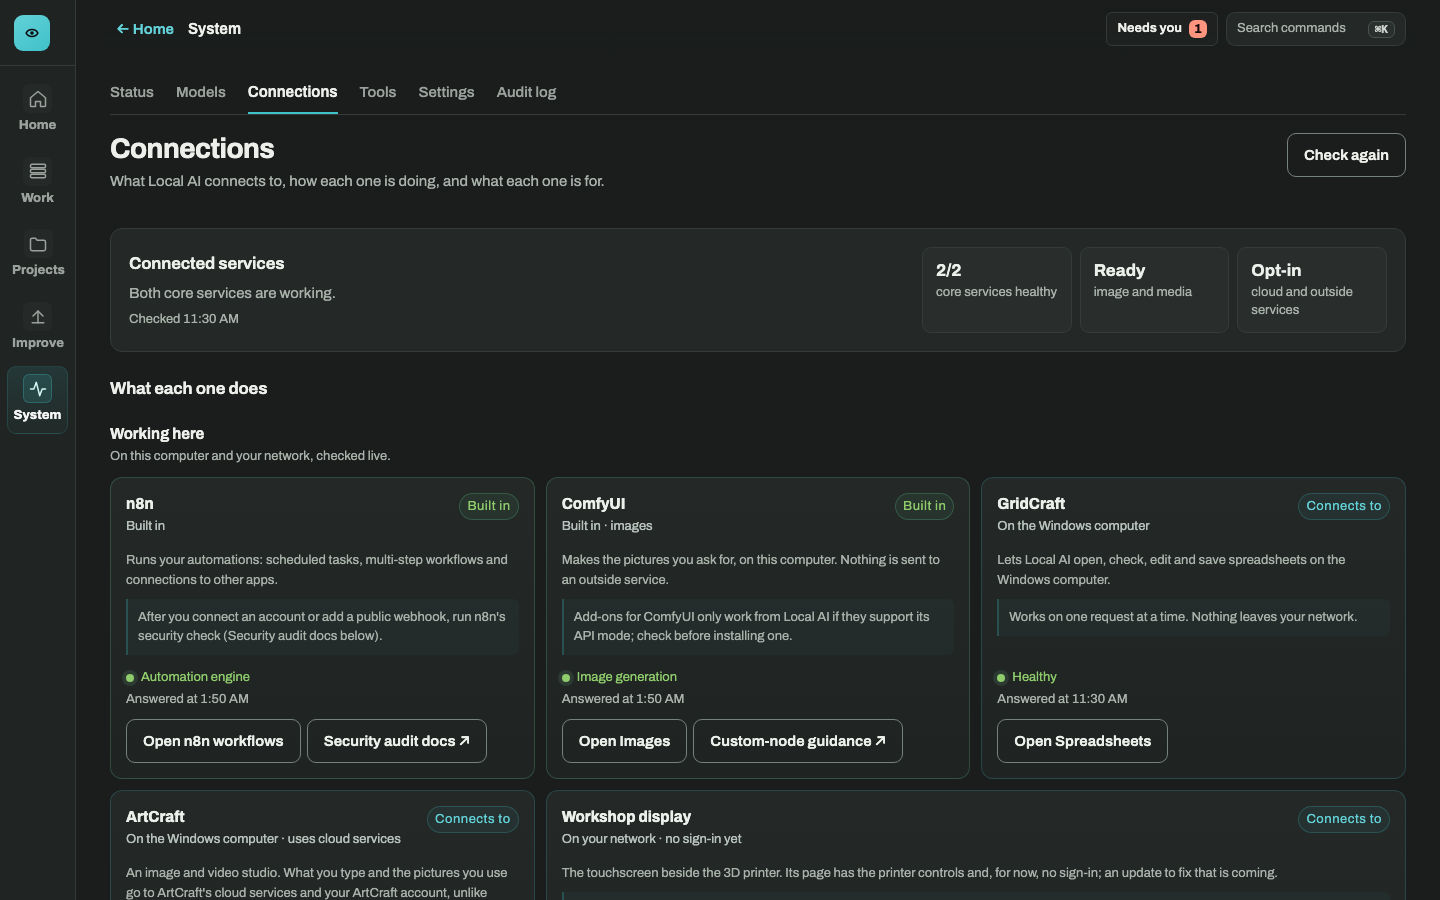 ← Home System
Needs you 1
Search commands ⌘K
Home
Work
Projects
Improve
System
Status Models Connections Tools Settings Audit log
Connections
What Local AI connects to, how each one is doing, and what each one is for.
Check again
Connected services
Both core services are working.
Checked 11:30 AM
2/2
core services healthy
Ready
image and media
Opt-in
cloud and outside
services
What each one does
Working here
On this computer and your network, checked live.
n8n
Built in
Built in
Runs your automations: scheduled tasks, multi-step workflows and
connections to other apps.
After you connect an account or add a public webhook, run n8n's
security check (Security audit docs below).
Automation engine
Answered at 1:50 AM
Open n8n workflows
Security audit docs ↗
ComfyUI
Built in
Built in · images
Makes the pictures you ask for, on this computer. Nothing is sent to
an outside service.
Add-ons for ComfyUI only work from Local AI if they support its
API mode; check before installing one.
Image generation
Answered at 1:50 AM
Open Images
Custom-node guidance ↗
GridCraft
Connects to
On the Windows computer
Lets Local AI open, check, edit and save spreadsheets on the
Windows computer.
Works on one request at a time. Nothing leaves your network.
Healthy
Answered at 11:30 AM
Open Spreadsheets
ArtCraft
Connects to
On the Windows computer · uses cloud services
An image and video studio. What you type and the pictures you use
go to ArtCraft's cloud services and your ArtCraft account, unlike
Workshop display
Connects to
On your network · no sign-in yet
The touchscreen beside the 3D printer. Its page has the printer controls and, for now, no sign-in; an update to fix that is coming.